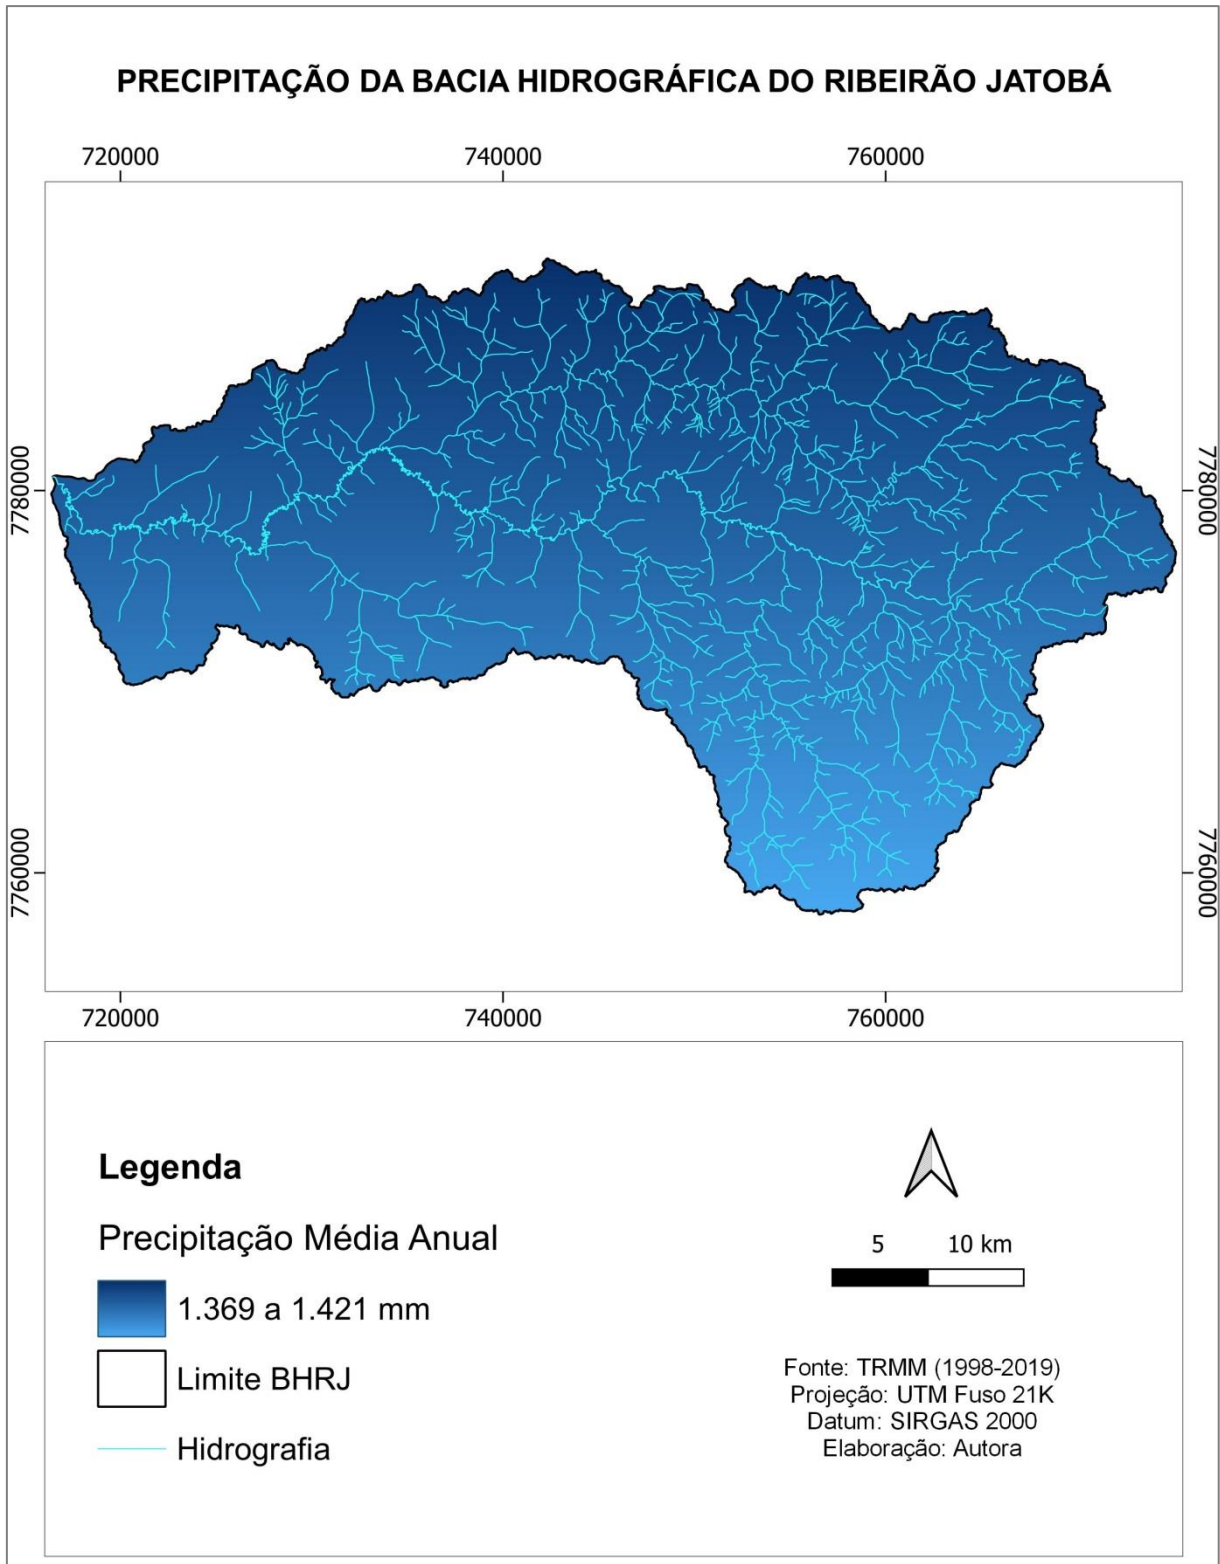 PRECIPITAÇÃO DA BACIA HIDROGRÁFICA DO RIBEIRÃO JATOBÁ
720000 740000 760000
7780000 7780000
7760000 7760000
720000 740000 760000
Legenda
Precipitação Média Anual
1.369 a 1.421 mm
Limite BHRJ
Hidrografia
5 10 km
Fonte: TRMM (1998-2019)
Projeção: UTM Fuso 21K
Datum: SIRGAS 2000
Elaboração: Autora